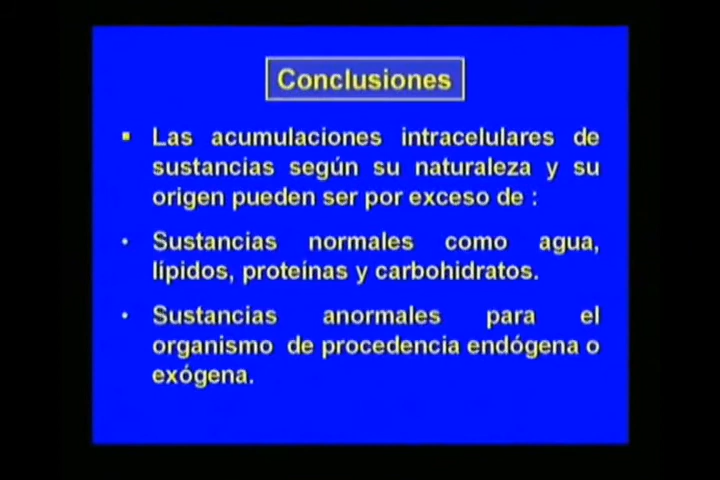 Conclusiones
▪ Las acumulaciones intracelulares de
sustancias según su naturaleza y su
origen pueden ser por exceso de :
• Sustancias normales como agua,
lípidos, proteínas y carbohidratos.
• Sustancias anormales para el
organismo de procedencia endógena o
exógena.